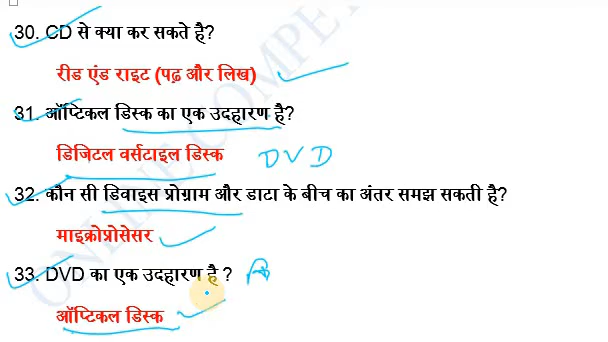 30. CD से क्या कर सकते है?
रीड एंड राइट (पढ़ और लिख)
31. ऑप्टिकल डिस्क का एक उदहारण है?
डिजिटल वर्सटाइल डिस्क DVD
32. कौन सी डिवाइस प्रोग्राम और डाटा के बीच का अंतर समझ सकती है?
माइक्रोप्रोसेसर
33. DVD का एक उदहारण है ?
ऑप्टिकल डिस्क